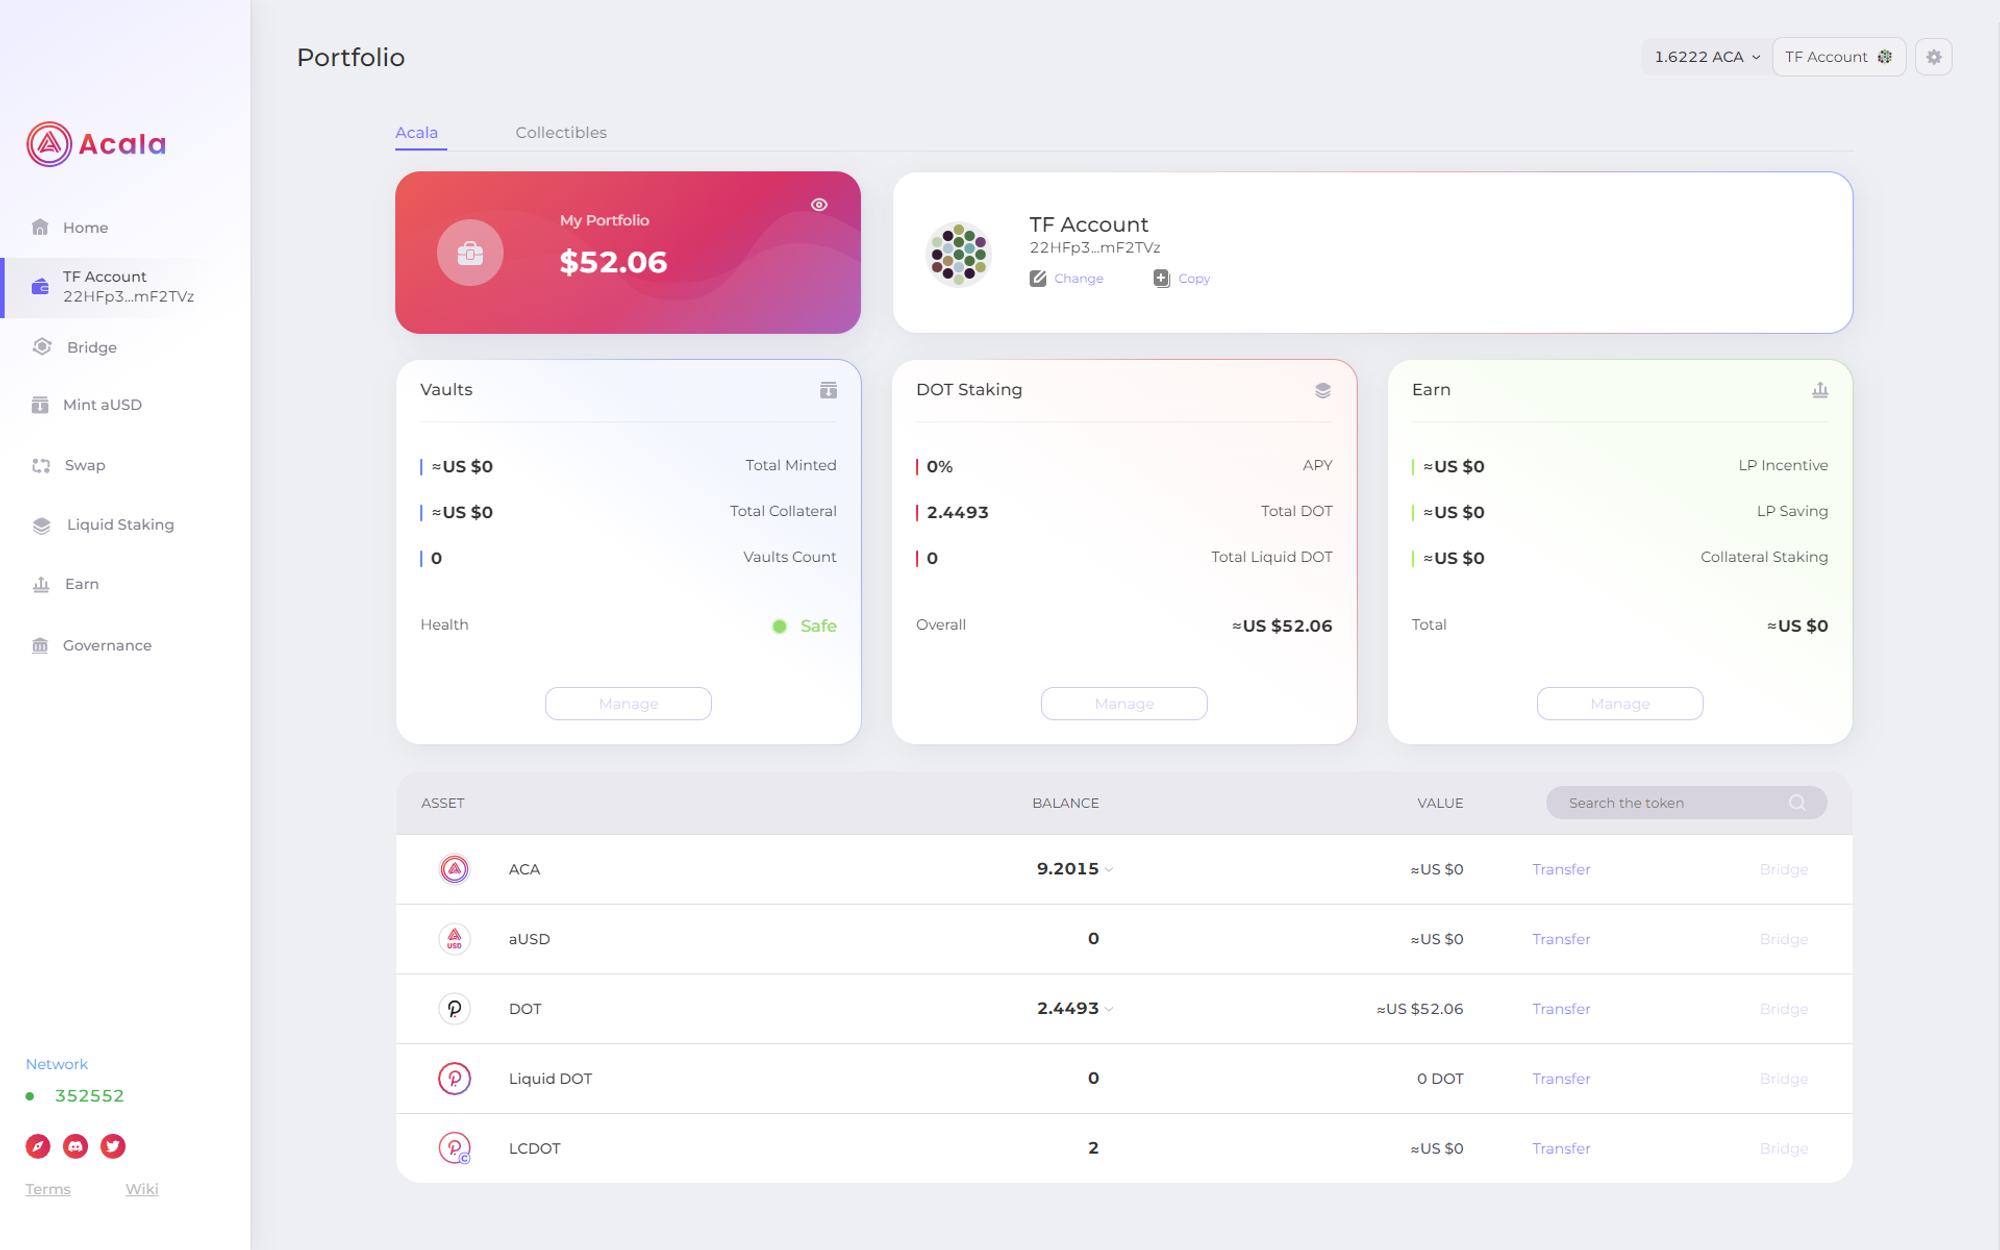 Portfolio
1.6222 ACA
TF Account
Acala
Home
TF Account
22HFp3...mF2TVz
Bridge
Mint aUSD
Swap
Liquid Staking
Earn
Governance
Network
352552
Terms
Wiki
Acala
Collectibles
My Portfolio
$52.06
TF Account
22HFp3...mF2TVz
Change
Copy
Vaults
≈US $0 Total Minted
≈US $0 Total Collateral
0 Vaults Count
Health Safe
Manage
DOT Staking
0% APY
2.4493 Total DOT
0 Total Liquid DOT
Overall ≈US $52.06
Manage
Earn
≈US $0 LP Incentive
≈US $0 LP Saving
≈US $0 Collateral Staking
Total ≈US $0
Manage
ASSET BALANCE VALUE Search the token
ACA 9.2015 ≈US $0 Transfer Bridge
USD aUSD 0 ≈US $0 Transfer Bridge
DOT 2.4493 ≈US $52.06 Transfer Bridge
Liquid DOT 0 0 DOT Transfer Bridge
C LCDOT 2 ≈US $0 Transfer Bridge